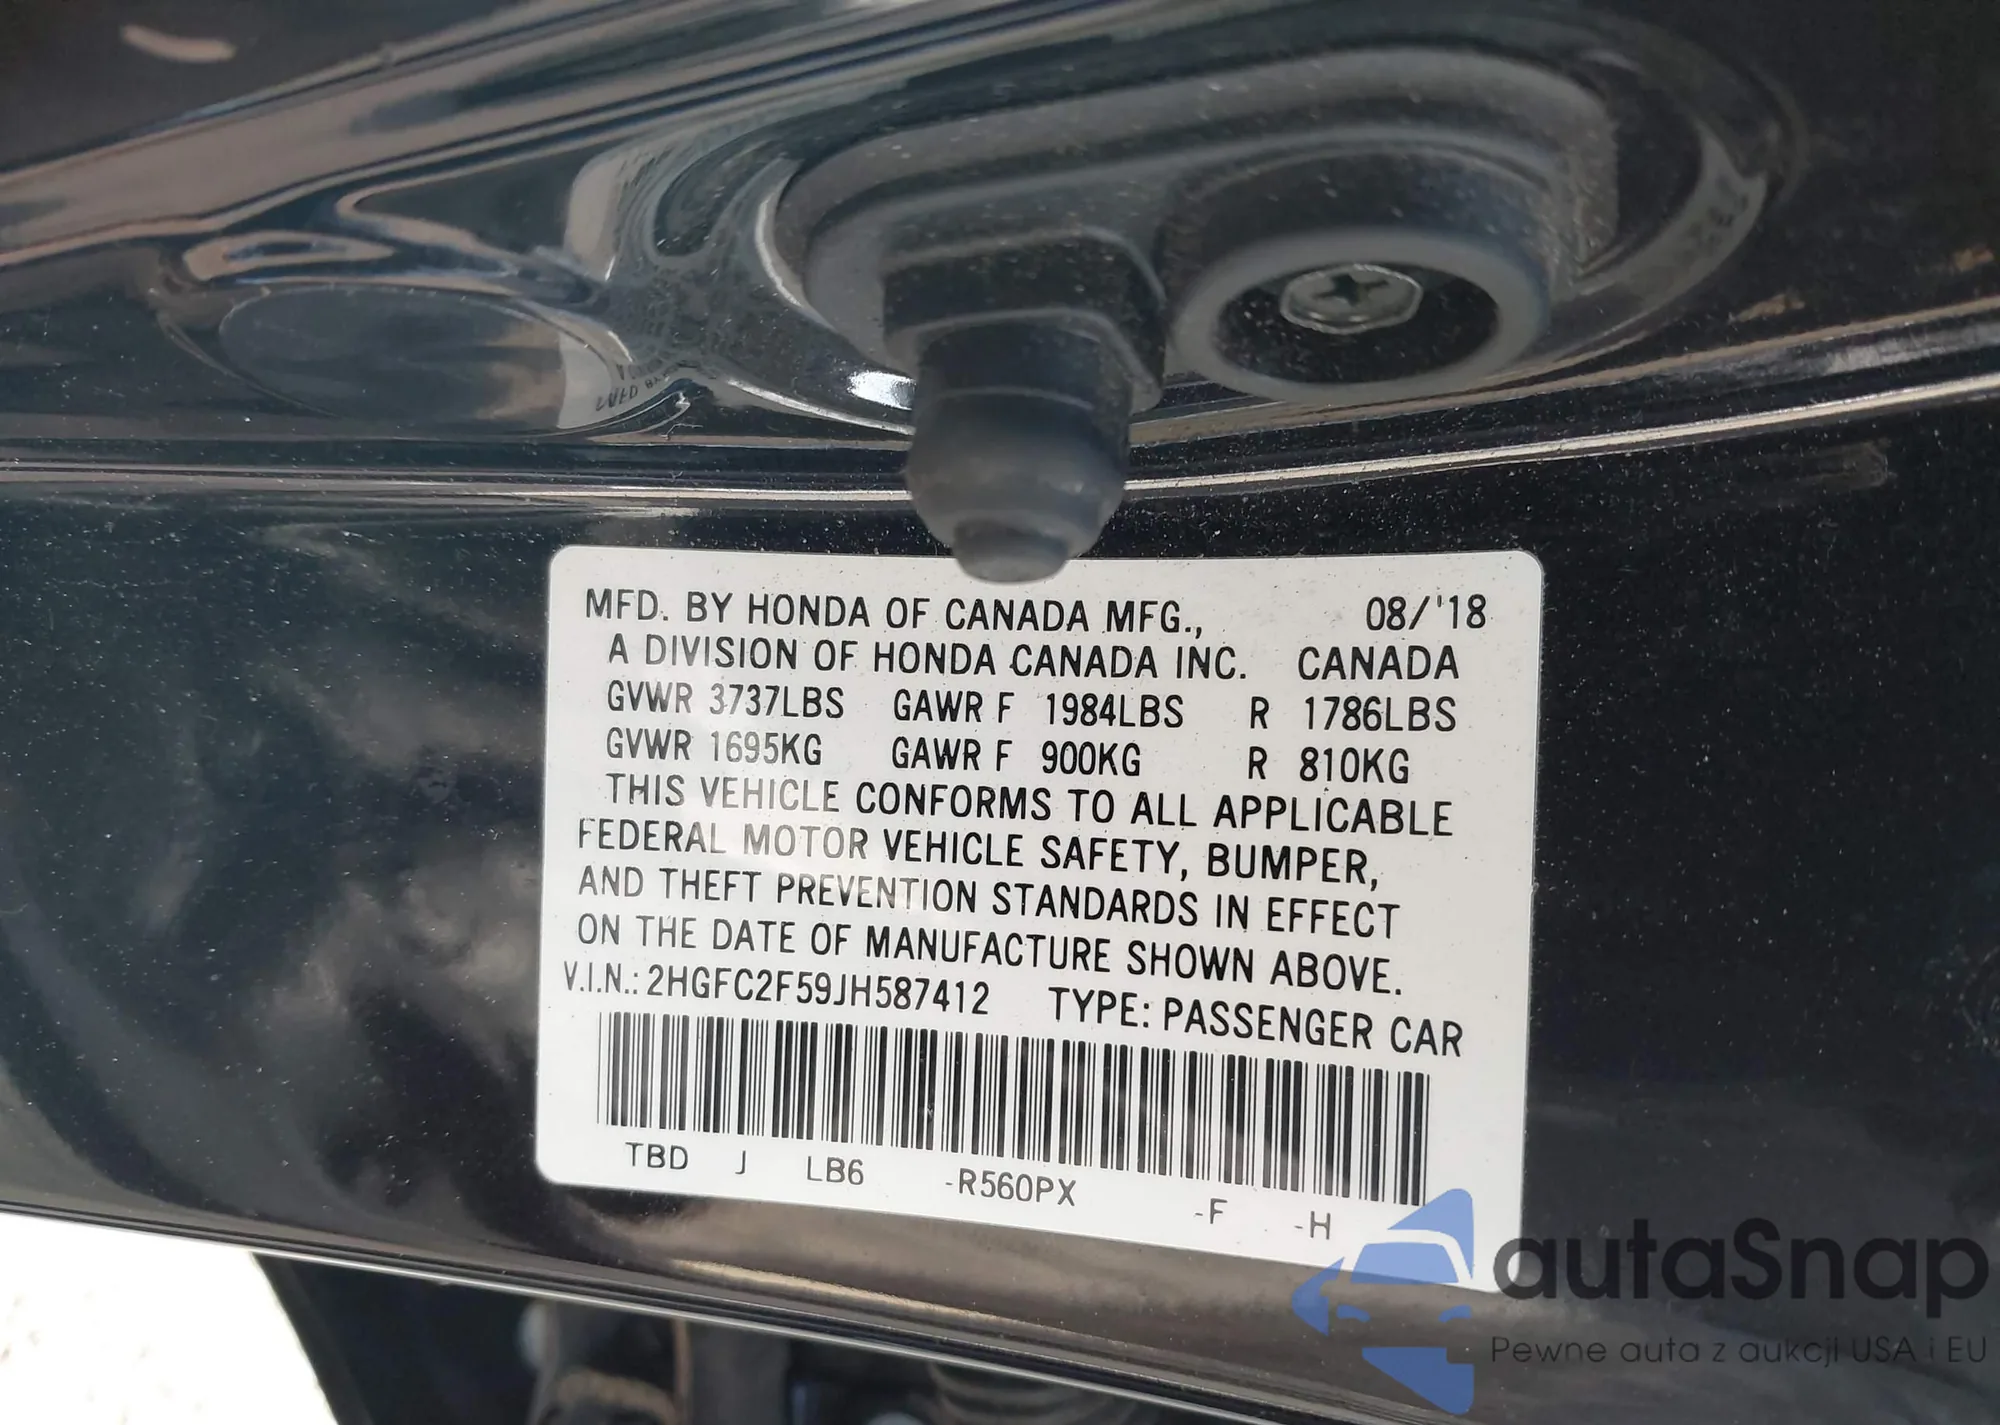 MFD. BY HONDA OF CANADA MFG., 08/'18
A DIVISION OF HONDA CANADA INC. CANADA
GVWR 3737LBS GAWR F 1984LBS R 1786LBS
GVWR 1695KG GAWR F 900KG R 810KG
THIS VEHICLE CONFORMS TO ALL APPLICABLE
FEDERAL MOTOR VEHICLE SAFETY, BUMPER,
AND THEFT PREVENTION STANDARDS IN EFFECT
ON THE DATE OF MANUFACTURE SHOWN ABOVE.
V.I.N.: 2HGFC2F59JH587412 TYPE: PASSENGER CAR
TBD J LB6 -R560PX -F -H
autaSnap
Pewne auta z aukcji USA i EU